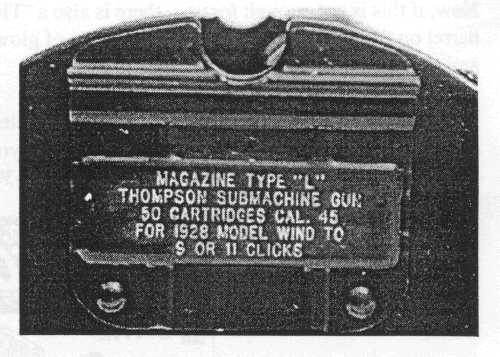 MAGAZINE TYPE "L"
THOMPSON SUBMACHINE GUN
50 CARTRIDGES CAL. 45
FOR 1928 MODEL WIND TO
9 OR 11 CLICKS